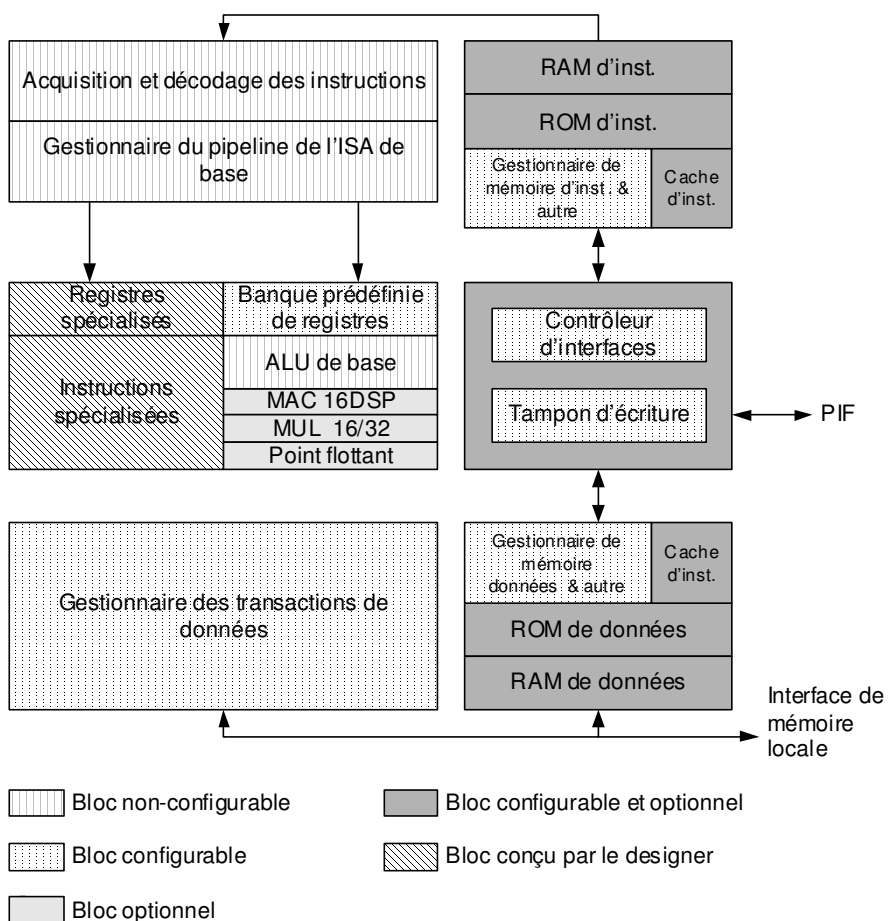 Acquisition et décodage des instructions
Gestionnaire du pipeline de l'ISA de
base
RAM d'inst.
ROM d'inst.
Gestionnaire de
mémoire d'inst. &
autre
Cache
d'inst.
Registres
spécialisés
Banque prédéfinie
de registres
Instructions
spécialisées
ALU de base
MAC 16DSP
MUL 16/32
Point flottant
Contrôleur
d'interfaces
Tampon d'écriture
PIF
Gestionnaire des transactions de
données
Gestionnaire de
mémoire
données & autre
Cache
d'inst.
ROM de données
RAM de données
Interface de
mémoire
locale
Bloc non-configurable
Bloc configurable et optionnel
Bloc configurable
Bloc conçu par le designer
Bloc optionnel